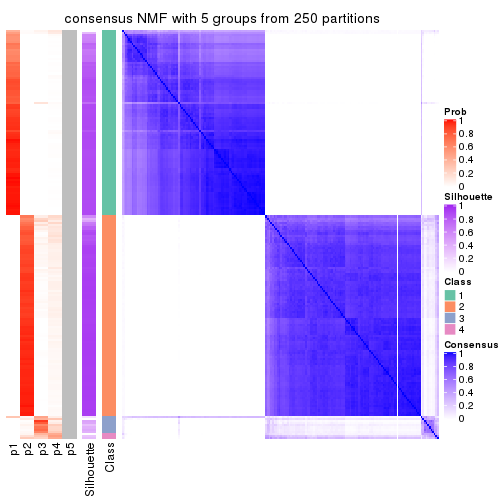 consensus NMF with 5 groups from 250 partitions
Prob
1
0.8
0.6
0.4
0.2
0
Silhouette
1
0.8
0.6
0.4
0.2
0
Class
1
2
3
4
Consensus
1
0.8
0.6
0.4
0.2
0
p1
p2
p3
p4
p5
Silhouette
Class